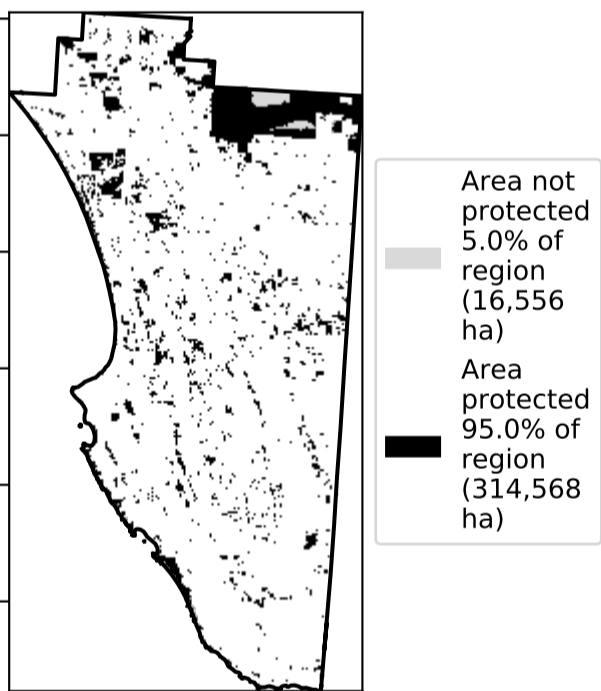 Area not
protected
5.0% of
region
(16,556
ha)
Area
protected
95.0% of
region
(314,568
ha)